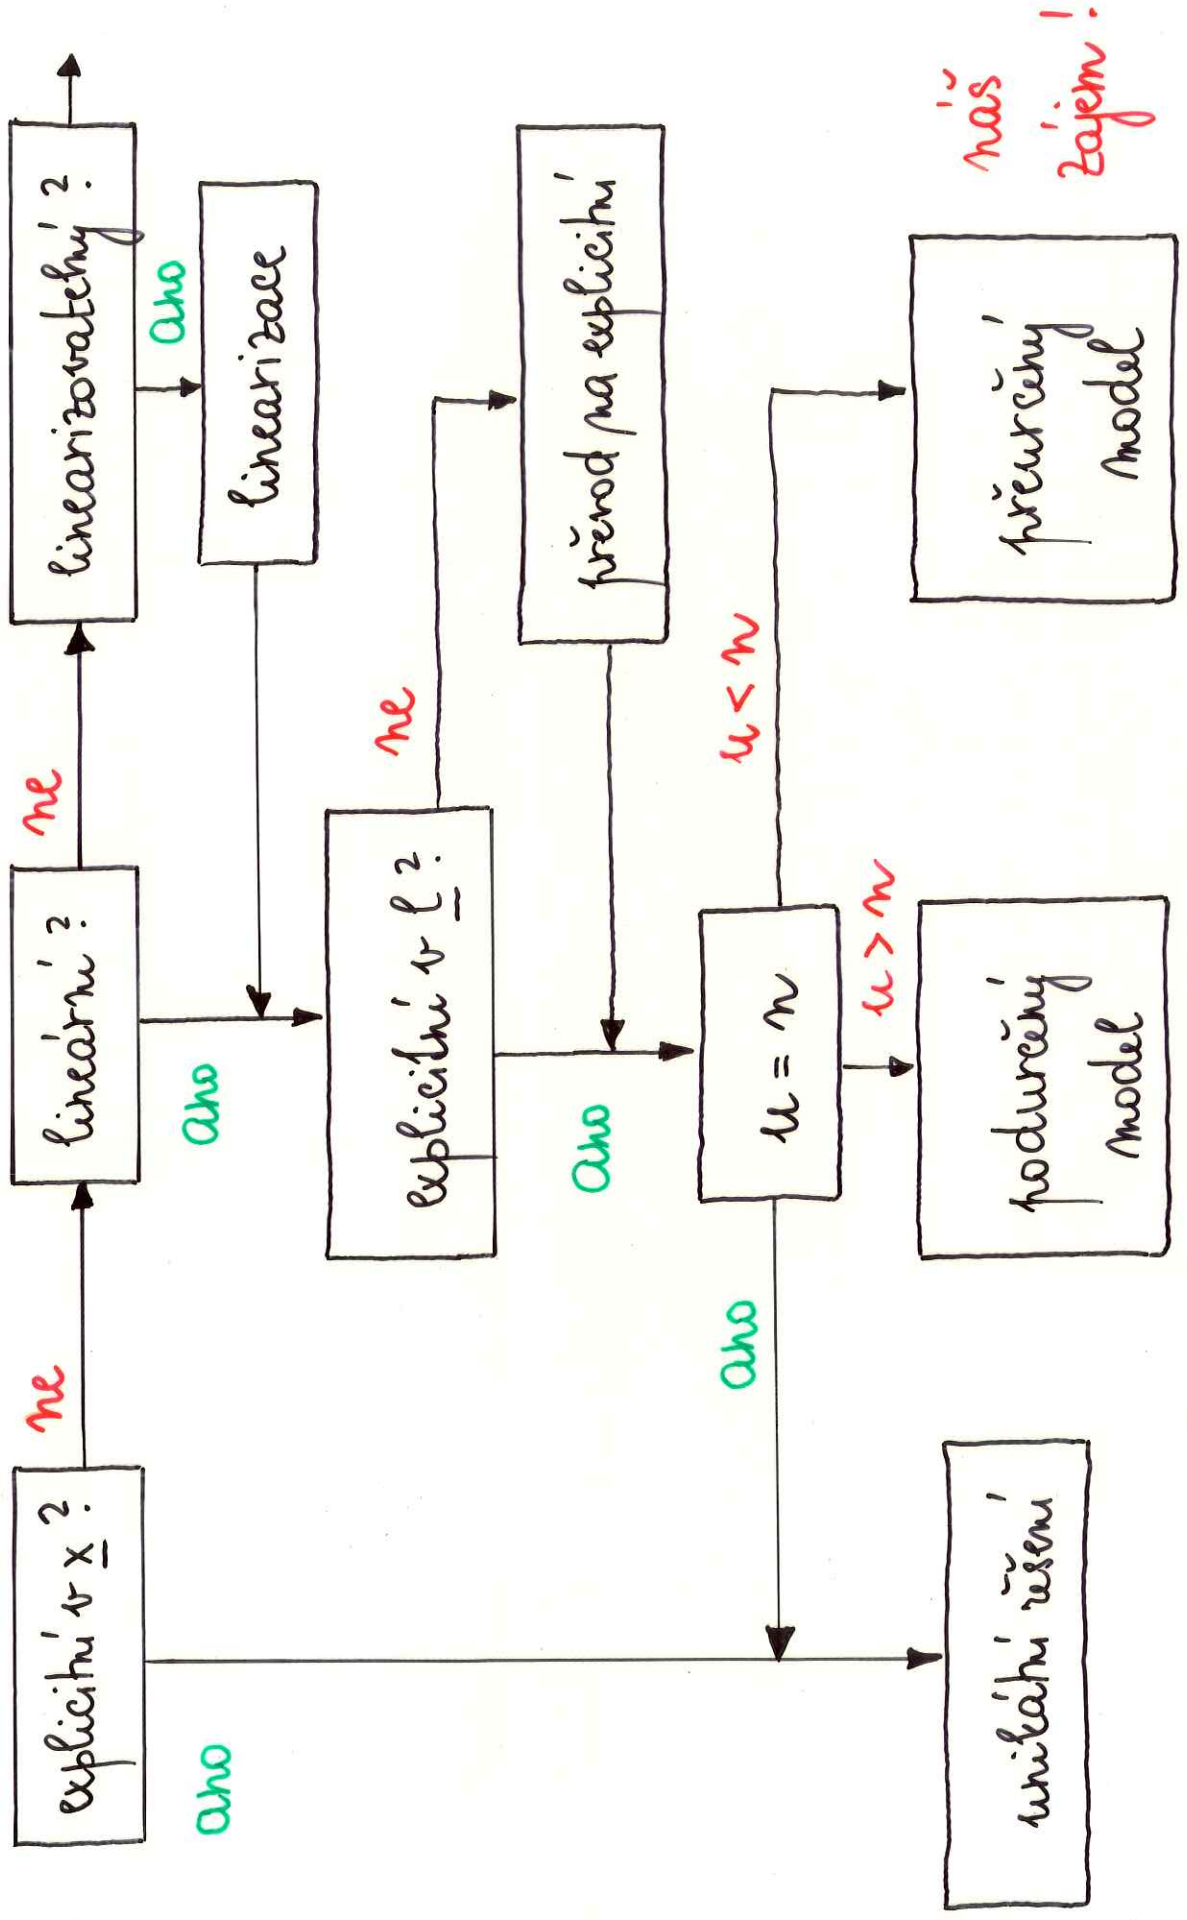 explicitní v x ?
ne
lineární ?
ne
linearizovatelný ?
ano
ano
ano
linearizace
explicitní v l ?
ne
ano
převod na explicitní
u = n
ano
u > n
u < n
unikátní řešení
podurčený
model
přeurčený
model
náš
zájem !